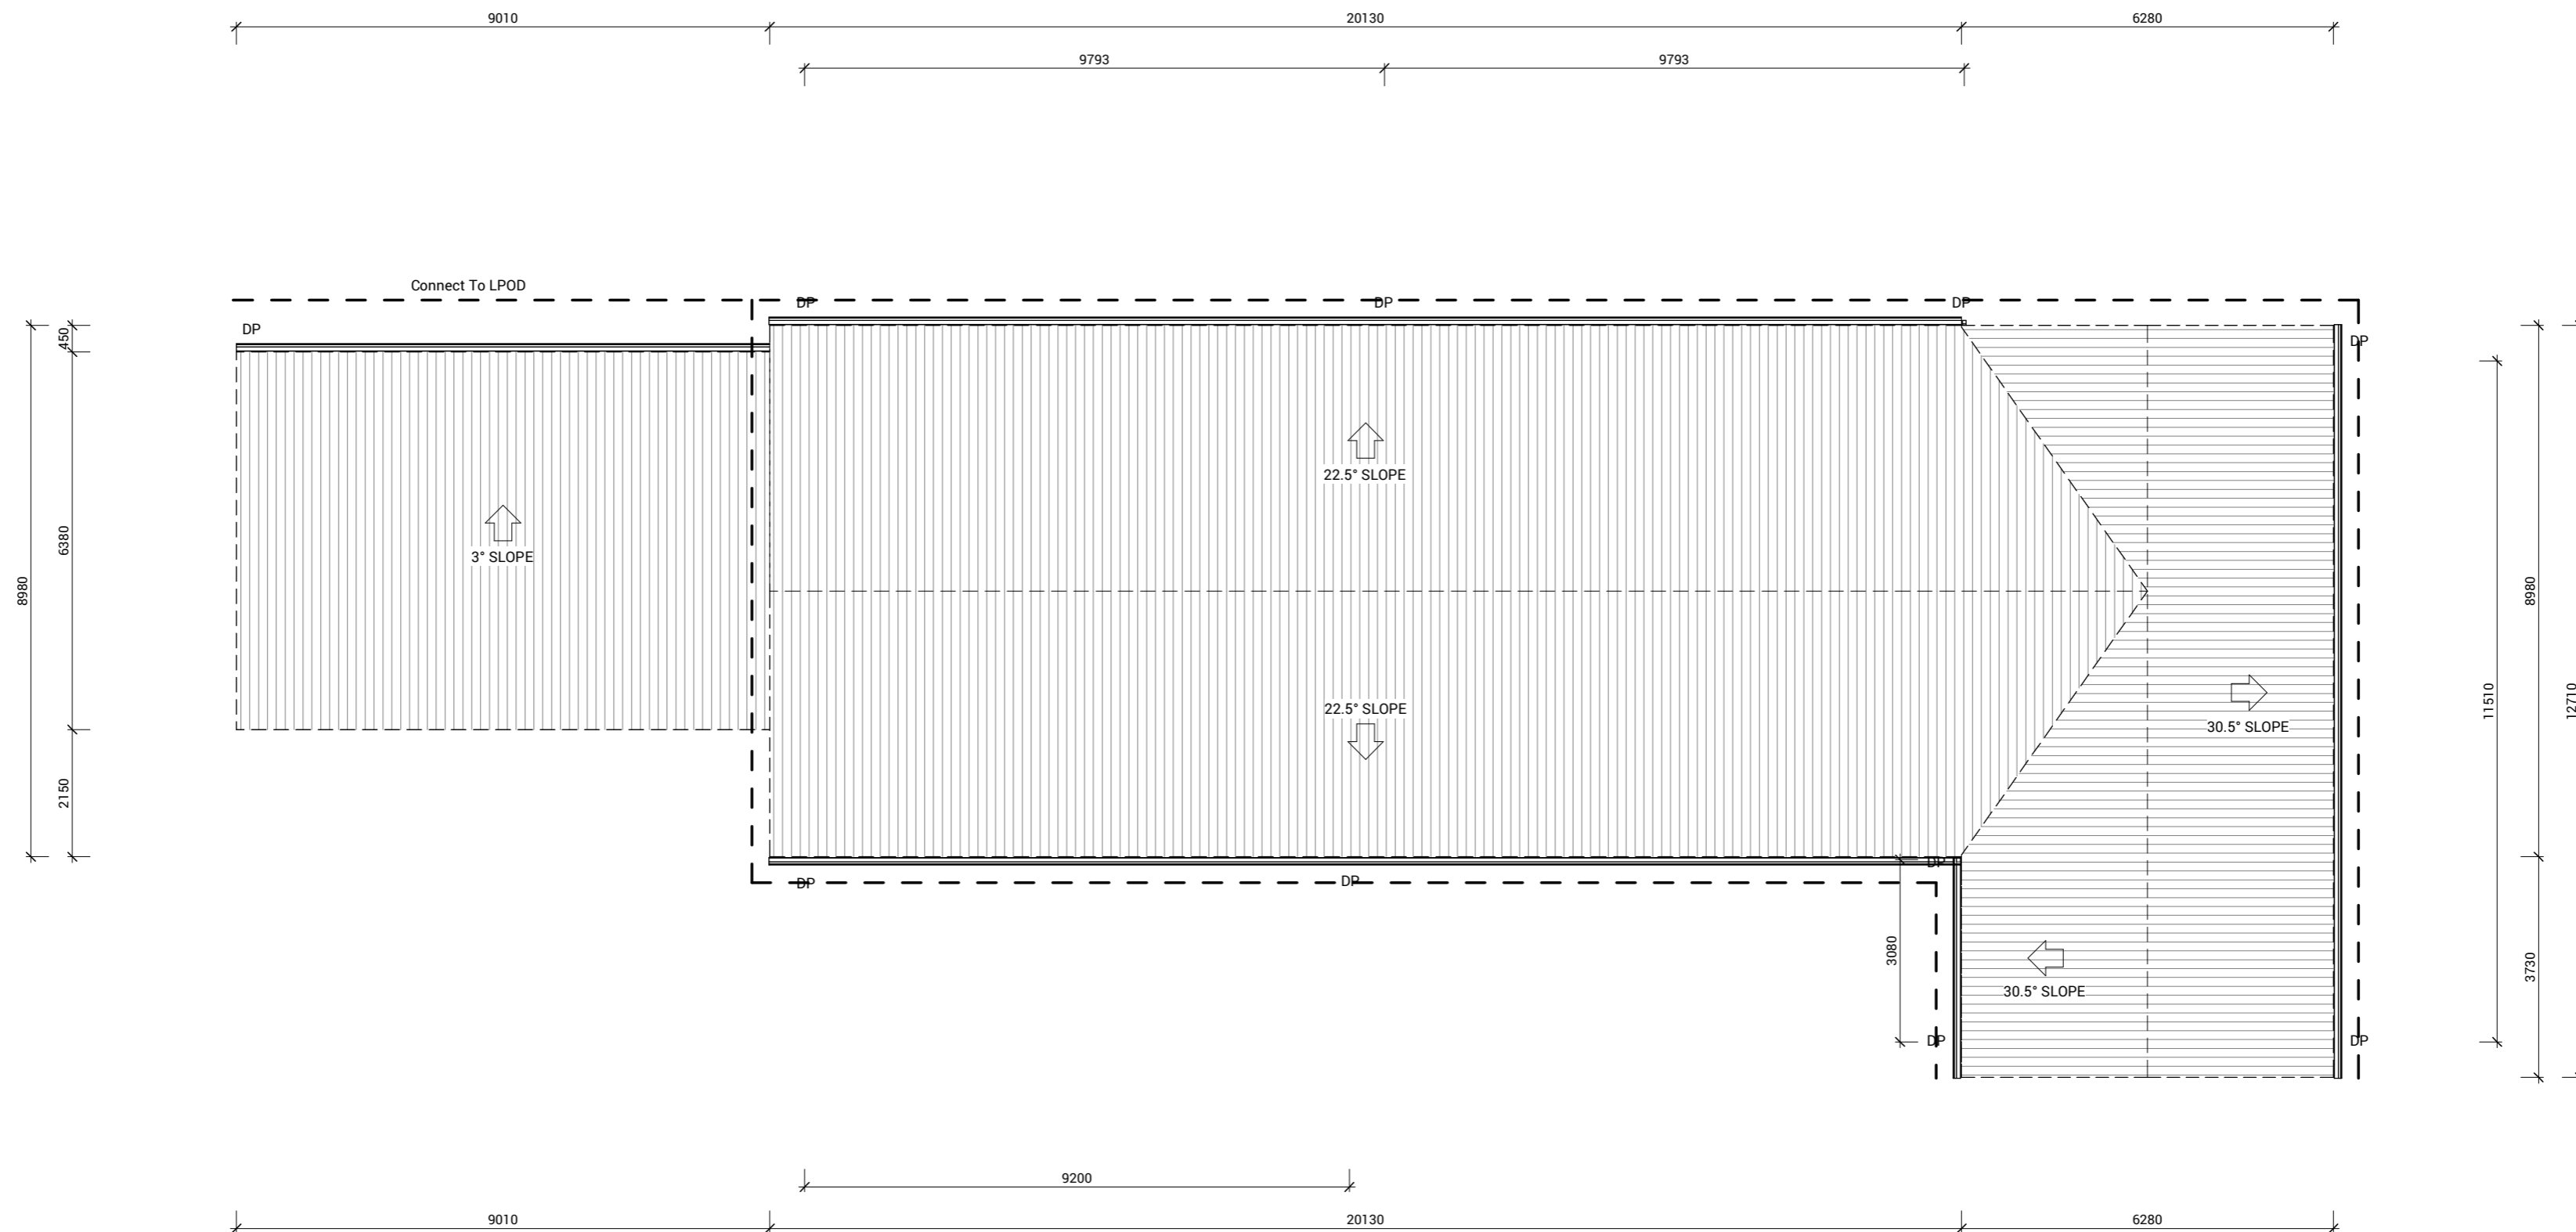 9010
20130
6280
9793
9793
Connect To LPOD
DP
DP
DP
DP
DP
450
22.5° SLOPE
6380
3° SLOPE
8980
8980
22.5° SLOPE
11510
12710
30.5° SLOPE
2150
DP
DP
DP
3080
3730
30.5° SLOPE
DP
DP
9200
9010
20130
6280